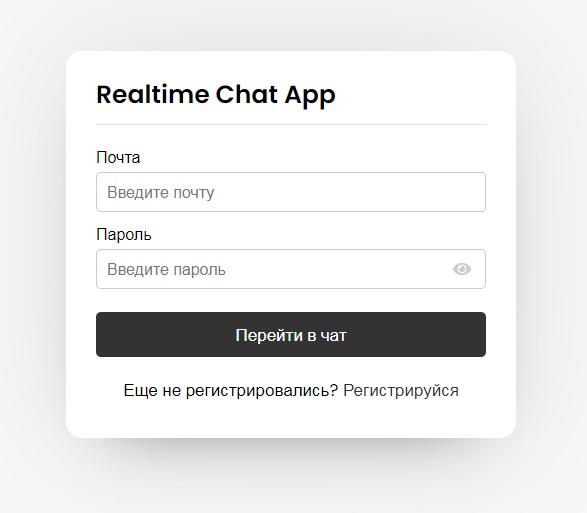 Realtime Chat App
Почта
Введите почту
Пароль
Введите пароль
Перейти в чат
Еще не регистрировались? Регистрируйся